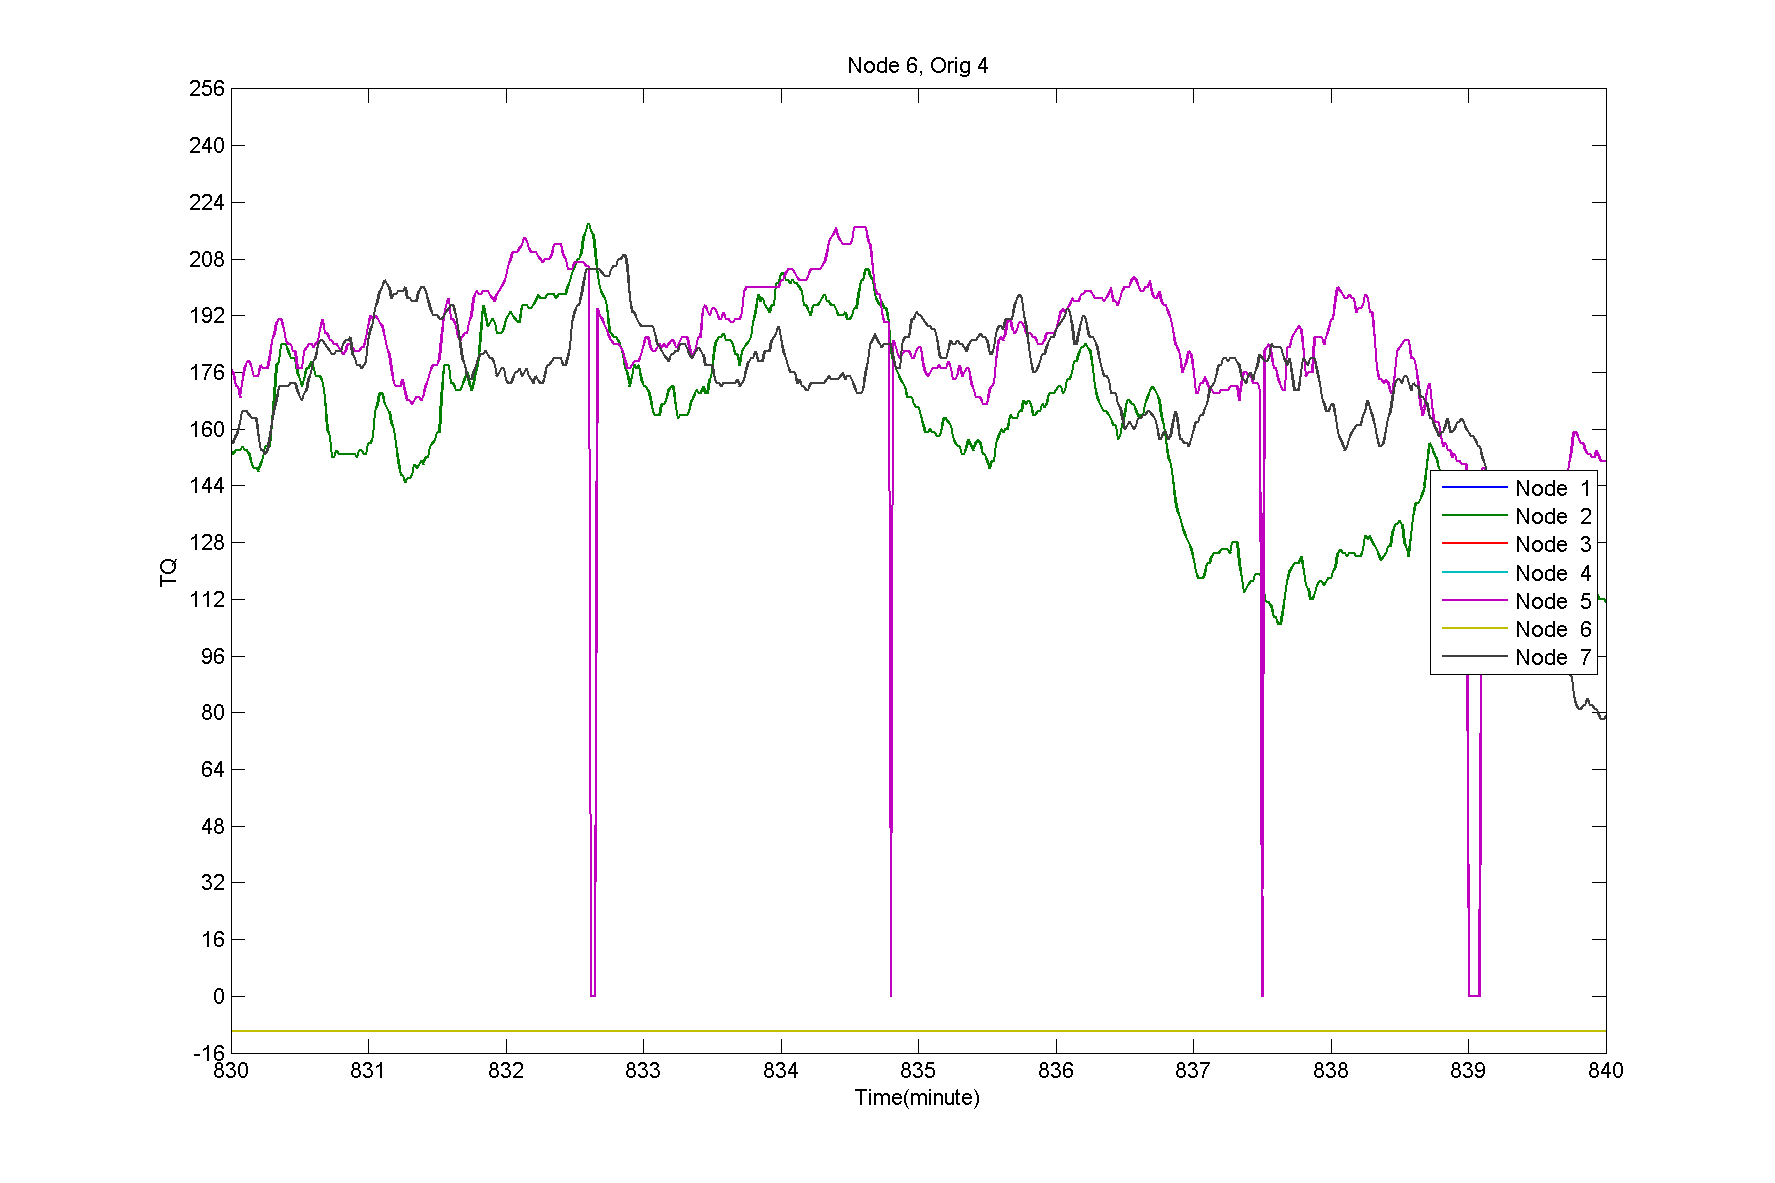 Node 6, Orig 4
256
240
224
208
192
176
160
144
128
112
96
80
64
48
32
16
0
-16
TQ
Node 1
Node 2
Node 3
Node 4
Node 5
Node 6
Node 7
830 831 832 833 834 835 836 837 838 839 840
Time(minute)